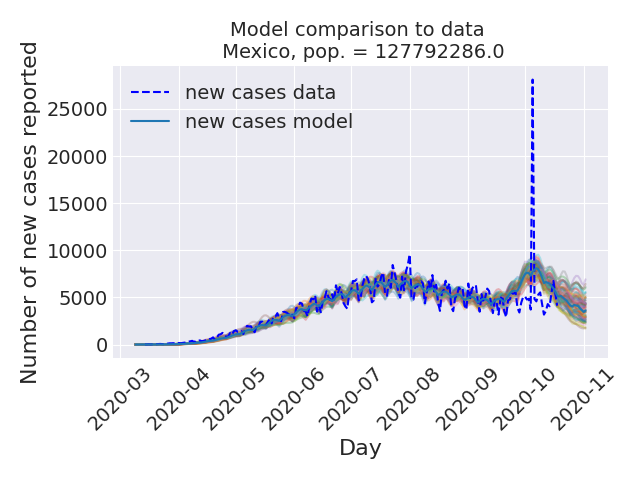 Model comparison to data
Mexico, pop. = 127792286.0
Number of new cases reported
25000
20000
15000
10000
5000
0
new cases data
new cases model
2020-03
2020-04
2020-05
2020-06
2020-07
2020-08
2020-09
2020-10
2020-11
Day